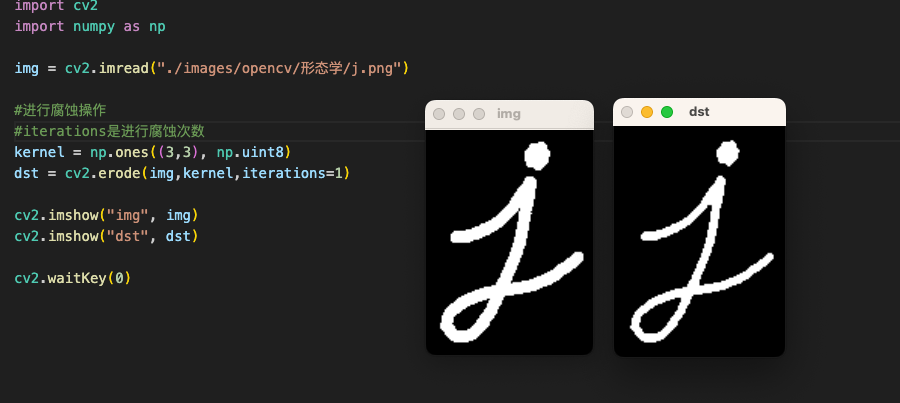 import cv2
import numpy as np
img = cv2.imread("./images/opencv/形态学/j.png")
#进行腐蚀操作
#iterations是进行腐蚀次数
kernel = np.ones((3,3), np.uint8)
dst = cv2.erode(img,kernel,iterations=1)
cv2.imshow("img", img)
cv2.imshow("dst", dst)
cv2.waitKey(0)
img
j
dst
j